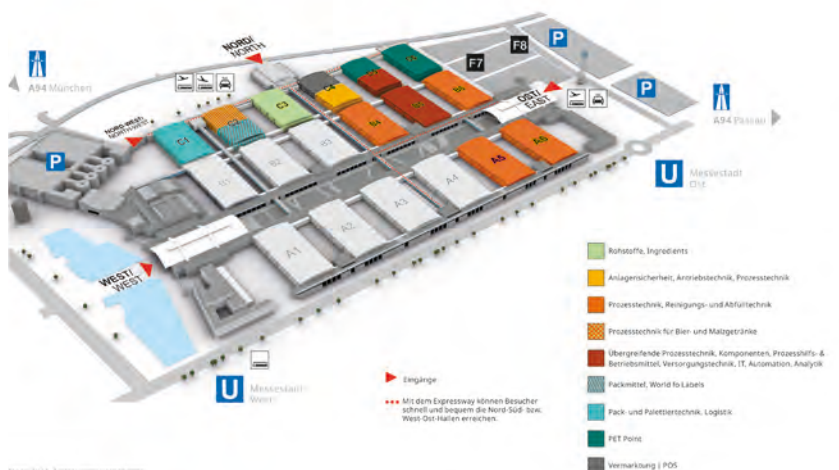 NORD/
NORTH
F8
P
F7
A94 München
OST/
EAST
P
NORD-WEST/
NORTH-WEST
C3
C4
B4
B6
A94 Passau
P
C1
C2
U
Messestadt
Ost
B1
B2
B3
A5
A6
A4
A3
A2
A1
WEST/
WEST
Rohstoffe, Ingredients
Anlagensicherheit, Antriebstechnik, Prozesstechnik
Prozesstechnik, Reinigungs- und Abfülltechnik
Prozesstechnik für Bier- und Malzgetränke
Übergreifende Prozesstechnik, Komponenten, Prozesshilfs- &
Betriebsmittel, Versorgungstechnik, IT, Automation, Analytik
Packmittel, World fo Labels
Pack- und Palettiertechnik, Logistik
PET Point
Vermarktung | POS
U
Messestadt-
West
Eingänge
Mit dem Expressway können Besucher
schnell und bequem die Nord-Süd- bzw.
West-Ost-Hallen erreichen.